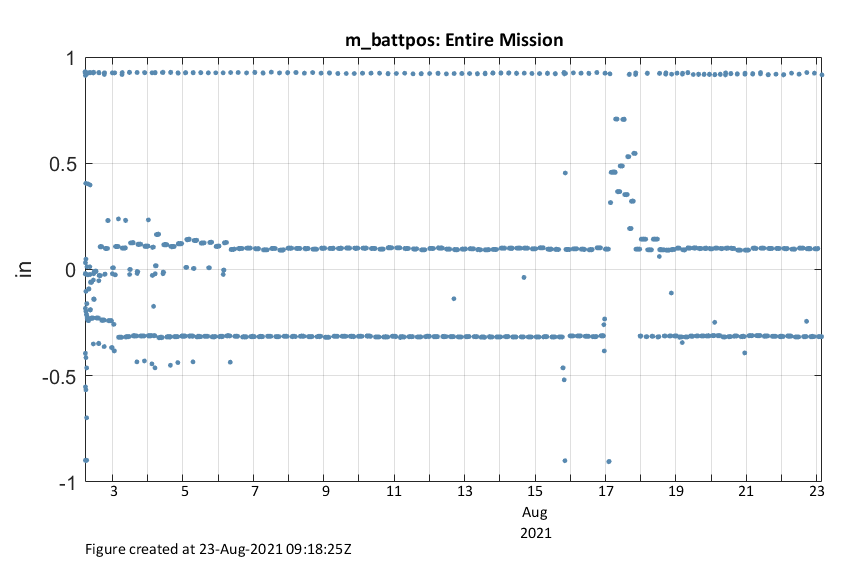 m_battpos: Entire Mission
1
0.5
0
-0.5
-1
in
3 5 7 9 11 13 15 17 19 21 23
Aug
2021
Figure created at 23-Aug-2021 09:18:25Z